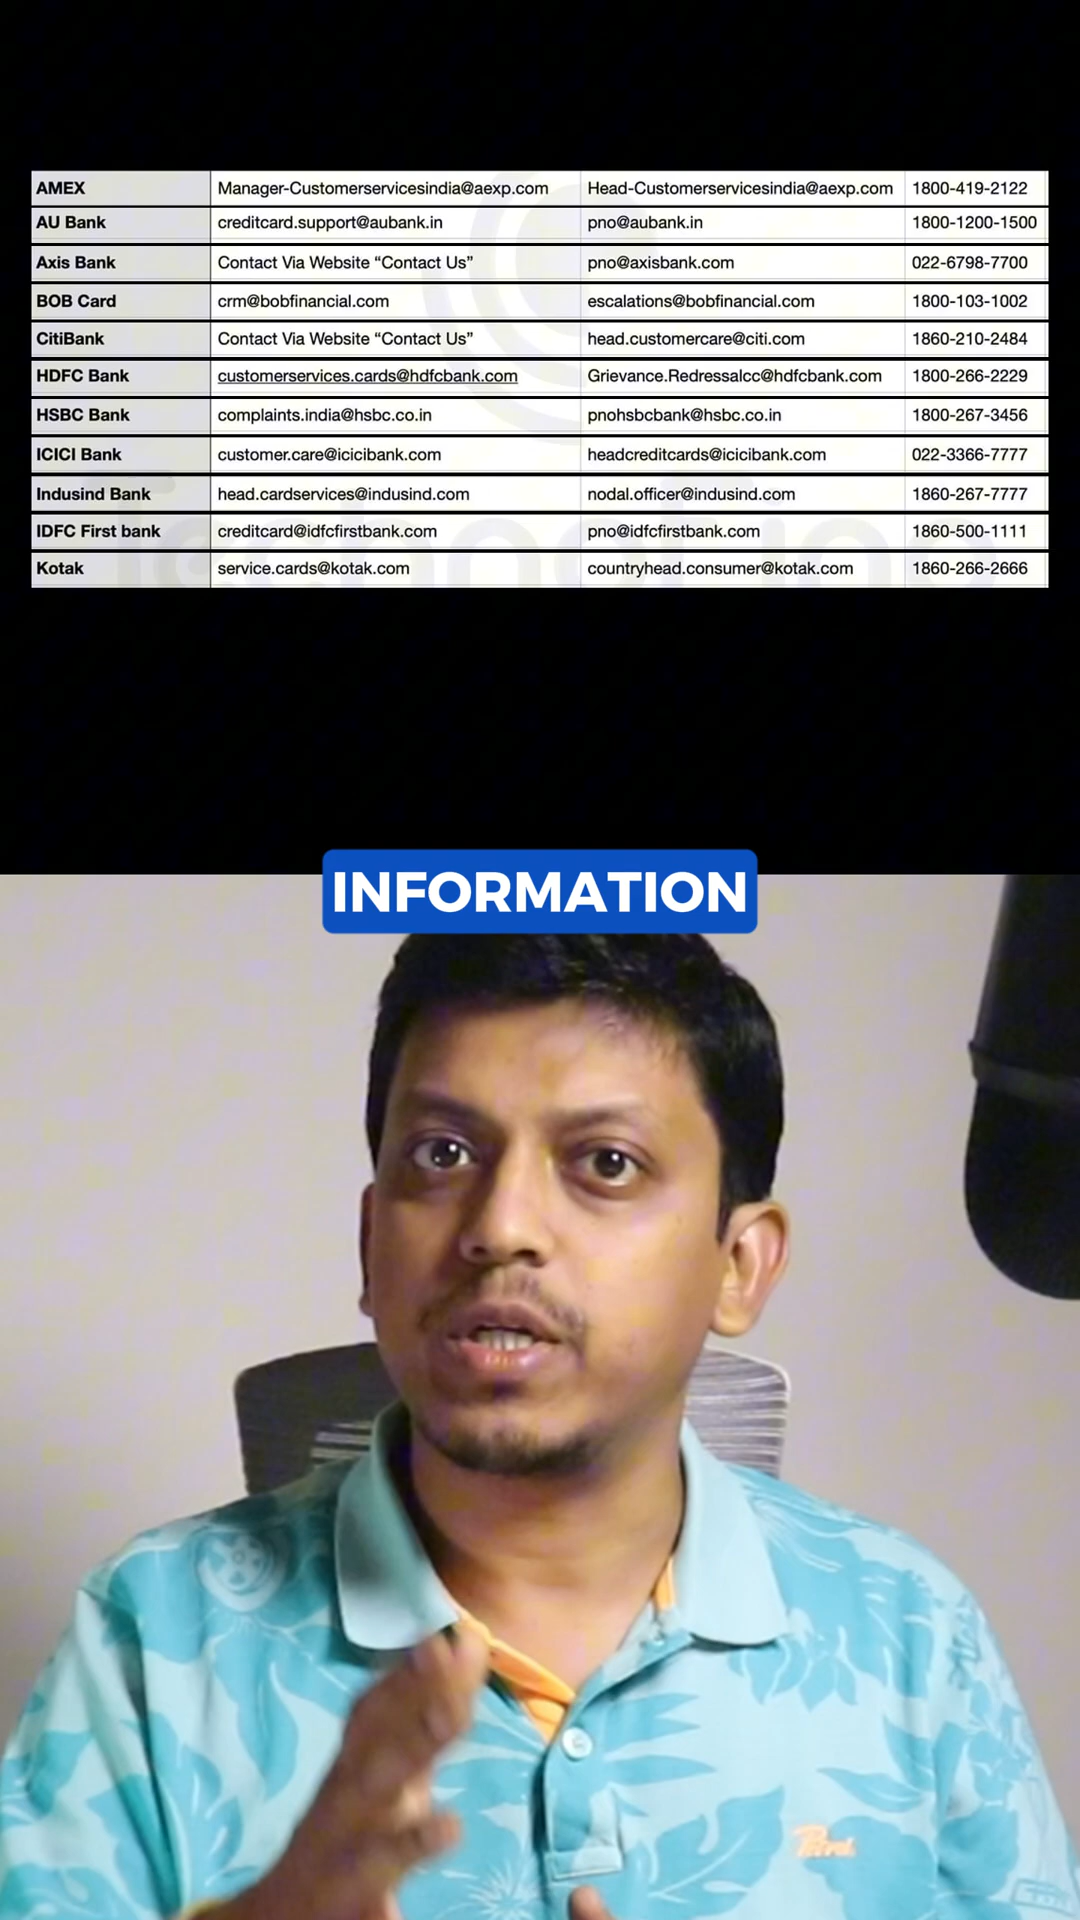 AMEX Manager-Customerservicesindia@aexp.com Head-Customerservicesindia@aexp.com 1800-419-2122
AU Bank creditcard.support@aubank.in pno@aubank.in 1800-1200-1500
Axis Bank Contact Via Website “Contact Us” pno@axisbank.com 022-6798-7700
BOB Card crm@bobfinancial.com escalations@bobfinancial.com 1800-103-1002
CitiBank Contact Via Website “Contact Us” head.customercare@citi.com 1860-210-2484
HDFC Bank customerservices.cards@hdfcbank.com Grievance.Redressalcc@hdfcbank.com 1800-266-2229
HSBC Bank complaints.india@hsbc.co.in pnohsbcbank@hsbc.co.in 1800-267-3456
ICICI Bank customer.care@icicibank.com headcreditcards@icicibank.com 022-3366-7777
Indusind Bank head.cardservices@indusind.com nodal.officer@indusind.com 1860-267-7777
IDFC First bank creditcard@idfcfirstbank.com pno@idfcfirstbank.com 1860-500-1111
Kotak service.cards@kotak.com countryhead.consumer@kotak.com 1860-266-2666
INFORMATION